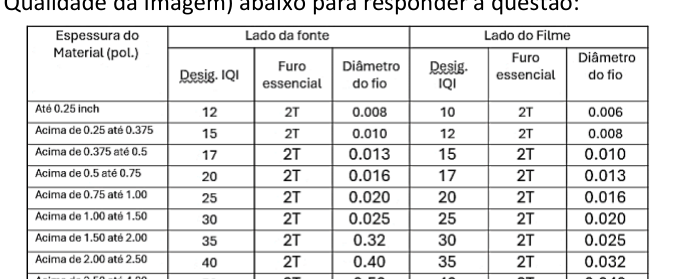 Qualidade da Imagem) abaixo para responder a questão:
Espessura do Material (pol.) Lado da fonte Lado do Filme
Desig. IQI Furo essencial Diâmetro do fio Desig. IQI Furo essencial Diâmetro do fio
Até 0.25 inch 12 2T 0.008 10 2T 0.006
Acima de 0.25 até 0.375 15 2T 0.010 12 2T 0.008
Acima de 0.375 até 0.5 17 2T 0.013 15 2T 0.010
Acima de 0.5 até 0.75 20 2T 0.016 17 2T 0.013
Acima de 0.75 até 1.00 25 2T 0.020 20 2T 0.016
Acima de 1.00 até 1.50 30 2T 0.025 25 2T 0.020
Acima de 1.50 até 2.00 35 2T 0.32 30 2T 0.025
Acima de 2.00 até 2.50 40 2T 0.40 35 2T 0.032